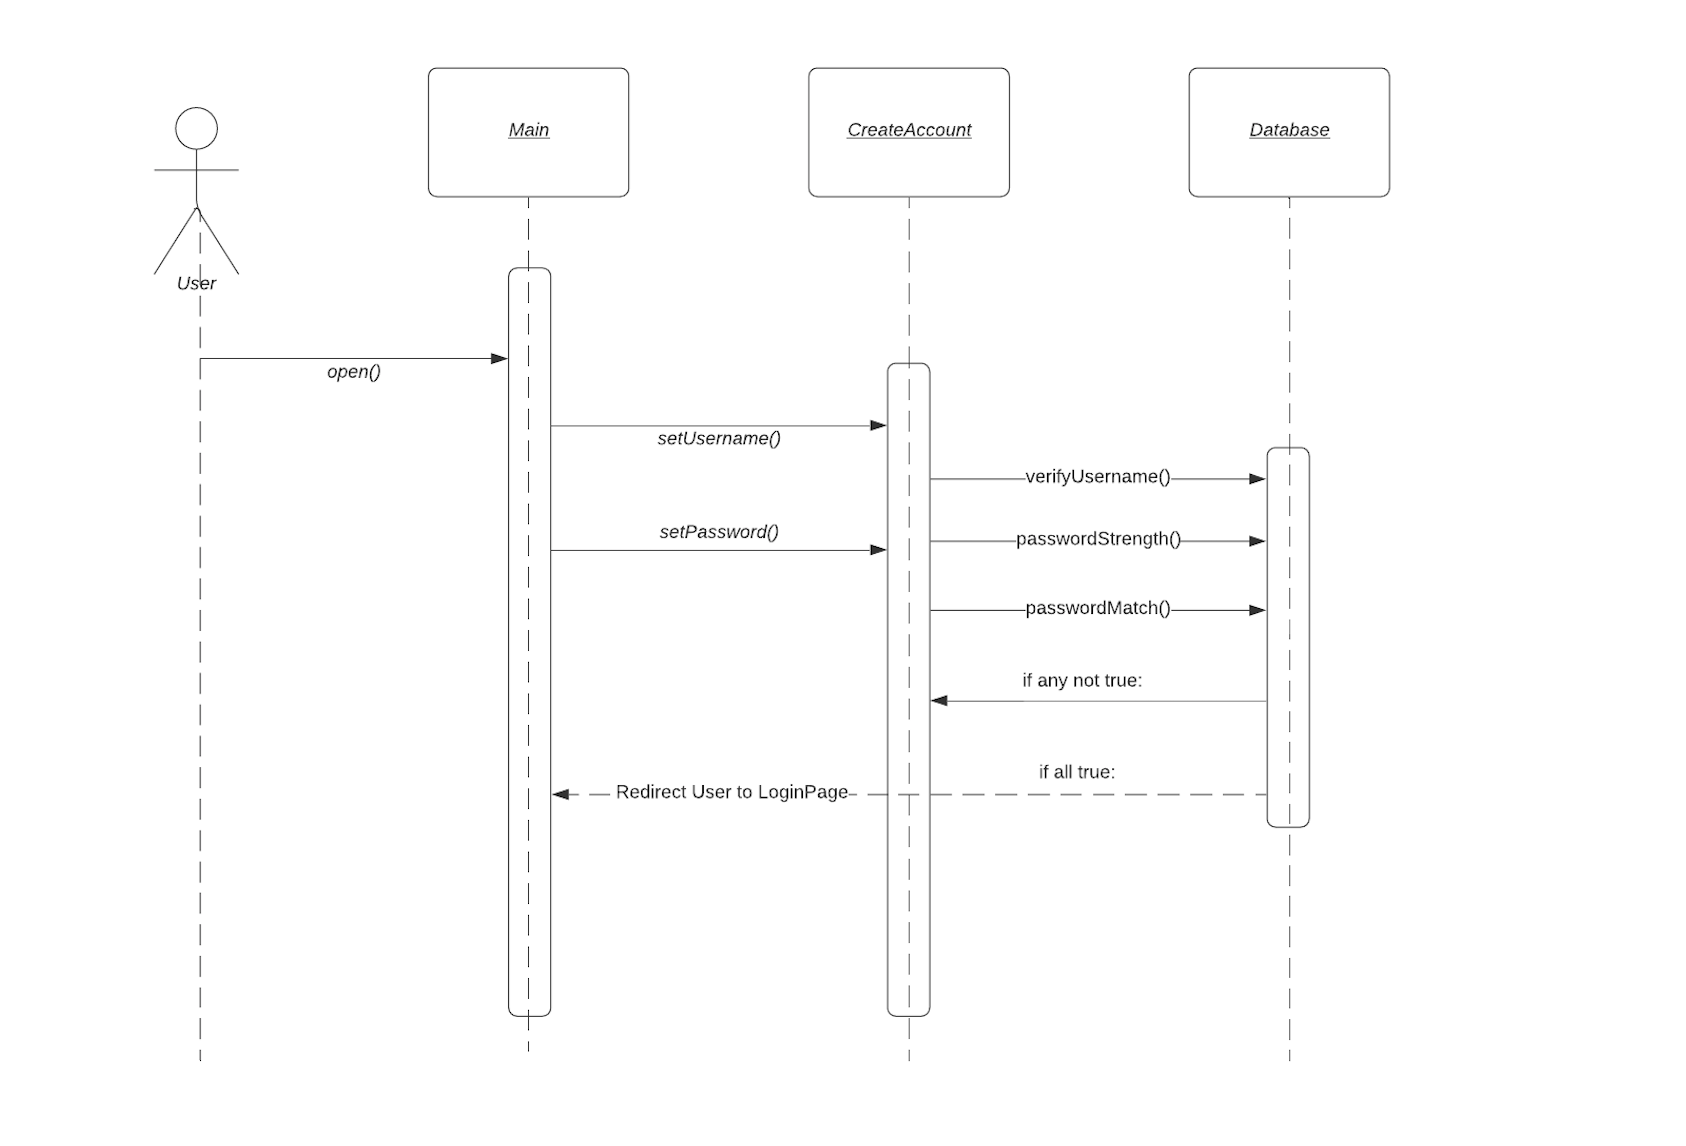 Main
CreateAccount
Database
User
open()
setUsername()
verifyUsername()
setPassword()
passwordStrength()
passwordMatch()
if any not true:
if all true:
Redirect User to LoginPage